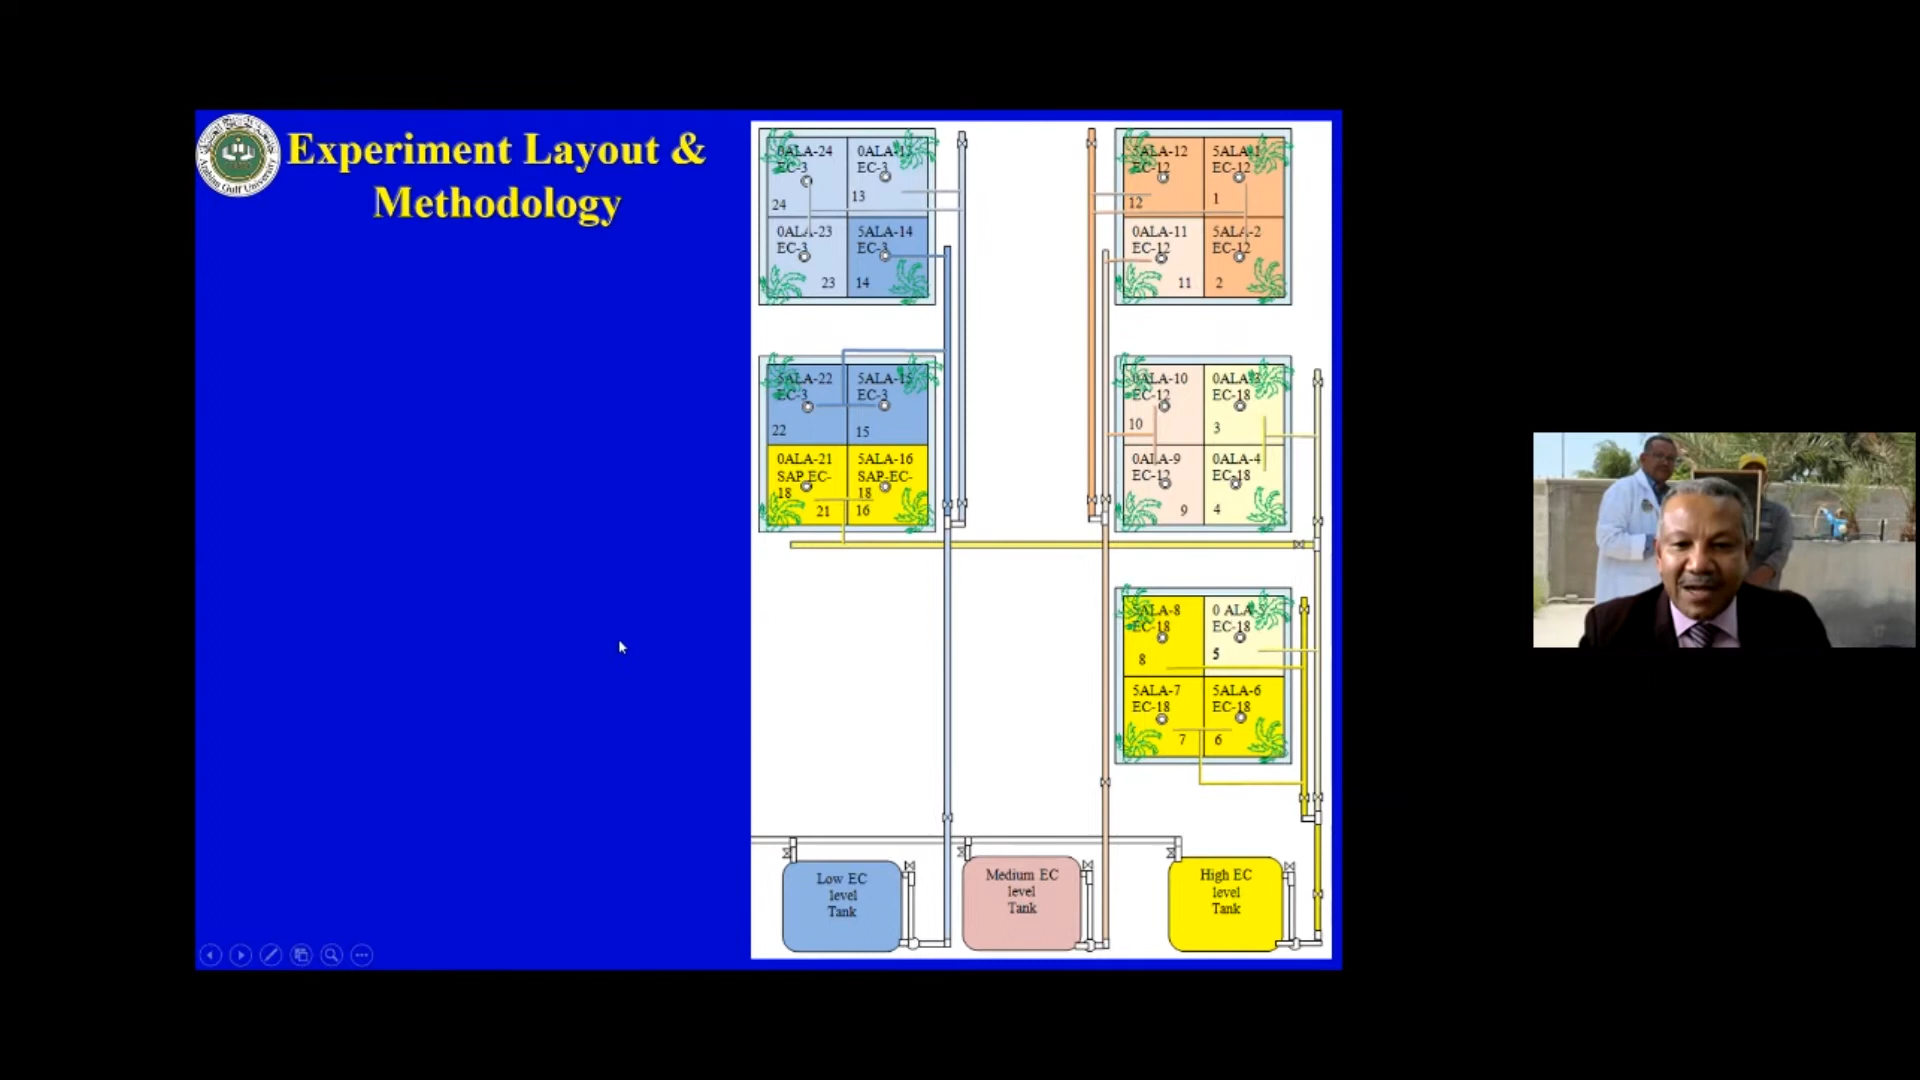 Experiment Layout &
Methodology
Arabian Gulf University
0ALA-24
EC-3
24
0ALA-13
EC-3
13
0ALA-23
EC-3
23
5ALA-14
EC-3
14
5ALA-12
EC-12
12
5ALA-1
EC-12
1
0ALA-11
EC-12
11
5ALA-2
EC-12
2
5ALA-22
EC-3
22
5ALA-15
EC-3
15
0ALA-21
SAP EC-
18
21
5ALA-16
SAP-EC-
18
16
0ALA-10
EC-12
10
0ALA-3
EC-18
3
0ALA-9
EC-12
9
0ALA-4
EC-18
4
5ALA-8
EC-18
8
0 ALA-5
EC-18
5
5ALA-7
EC-18
7
5ALA-6
EC-18
6
Low EC
level
Tank
Medium EC
level
Tank
High EC
level
Tank